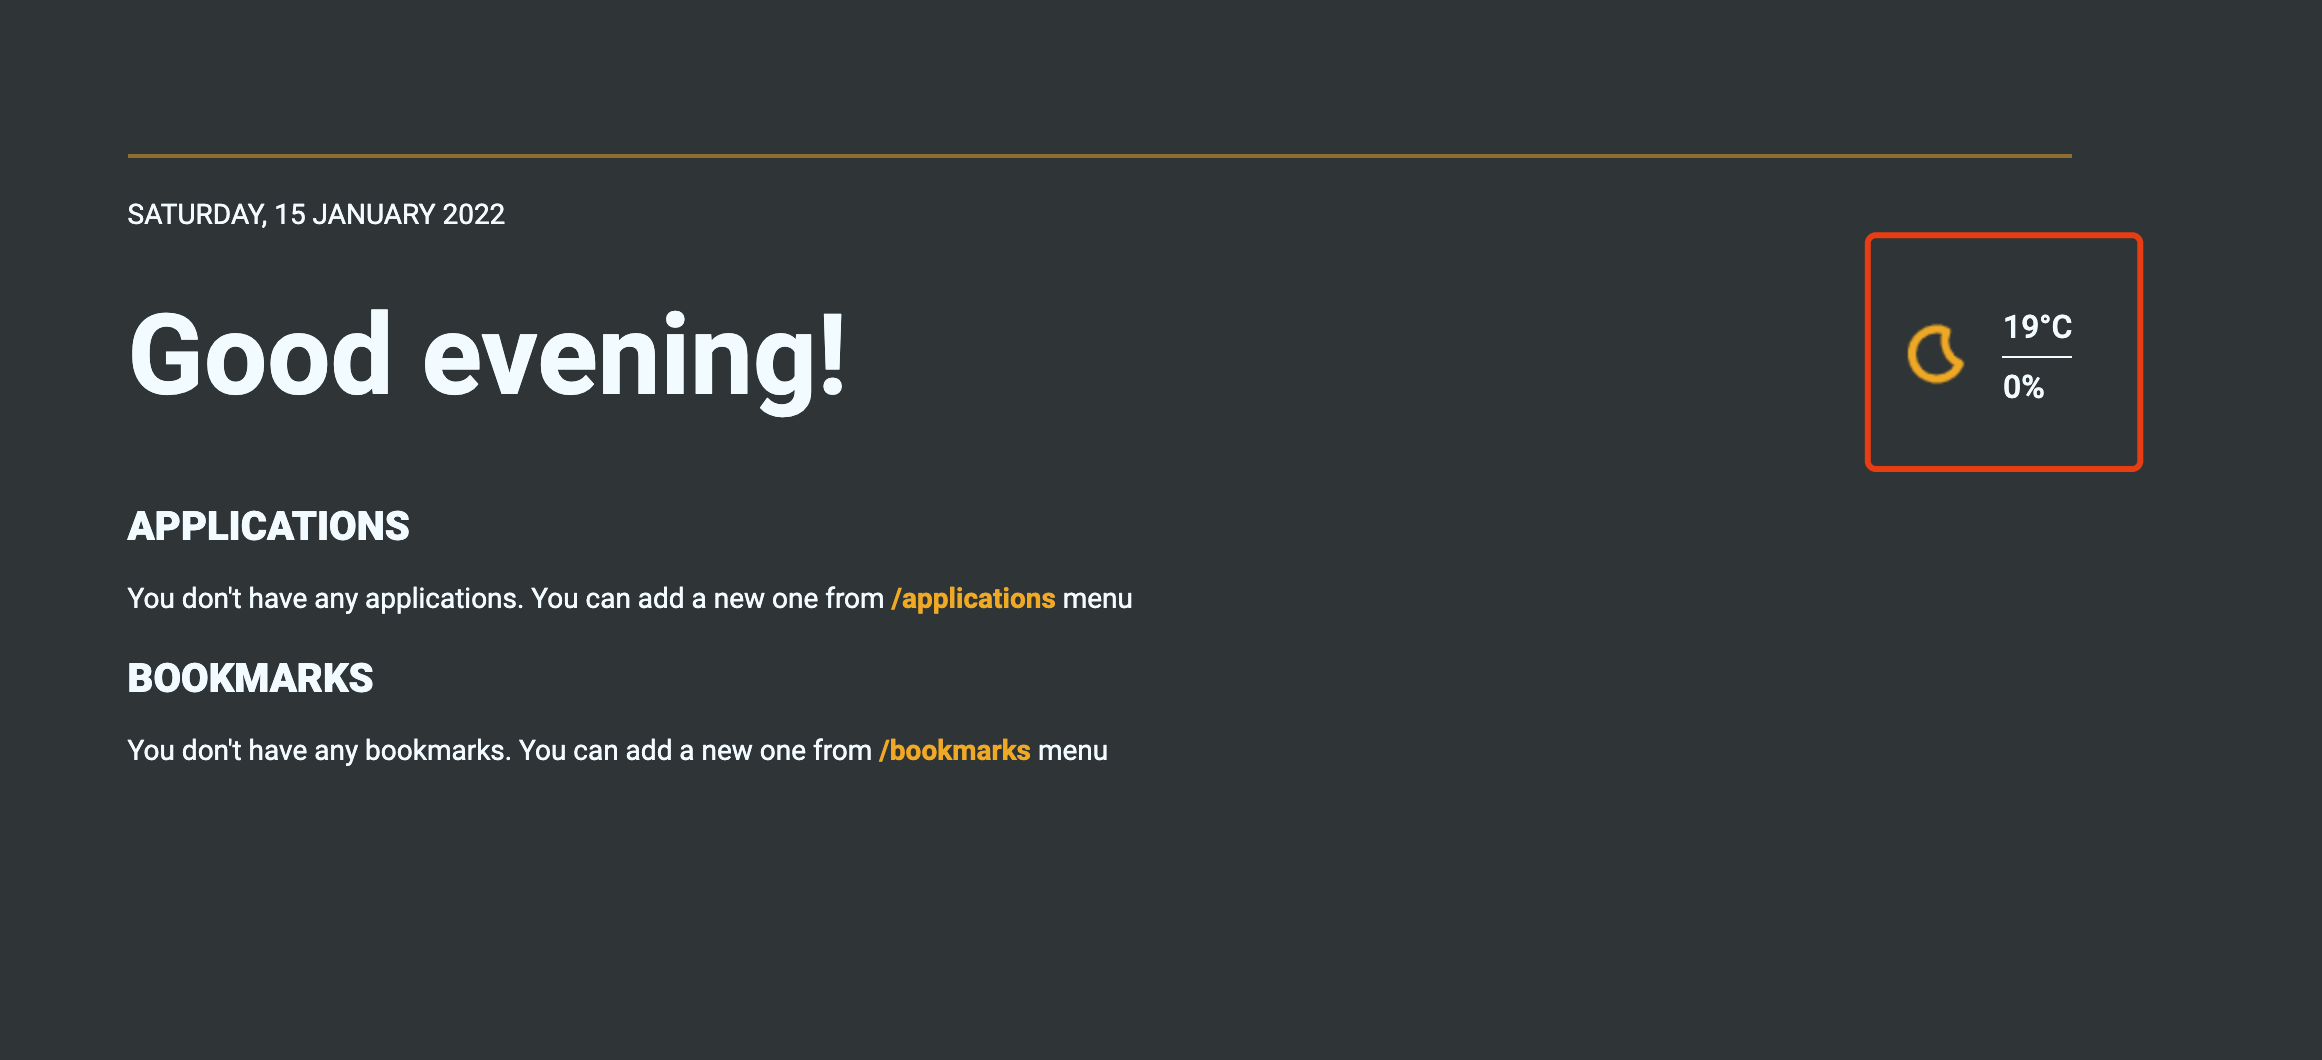 SATURDAY, 15 JANUARY 2022
Good evening!
19°C
0%
APPLICATIONS
You don't have any applications. You can add a new one from /applications menu
BOOKMARKS
You don't have any bookmarks. You can add a new one from /bookmarks menu